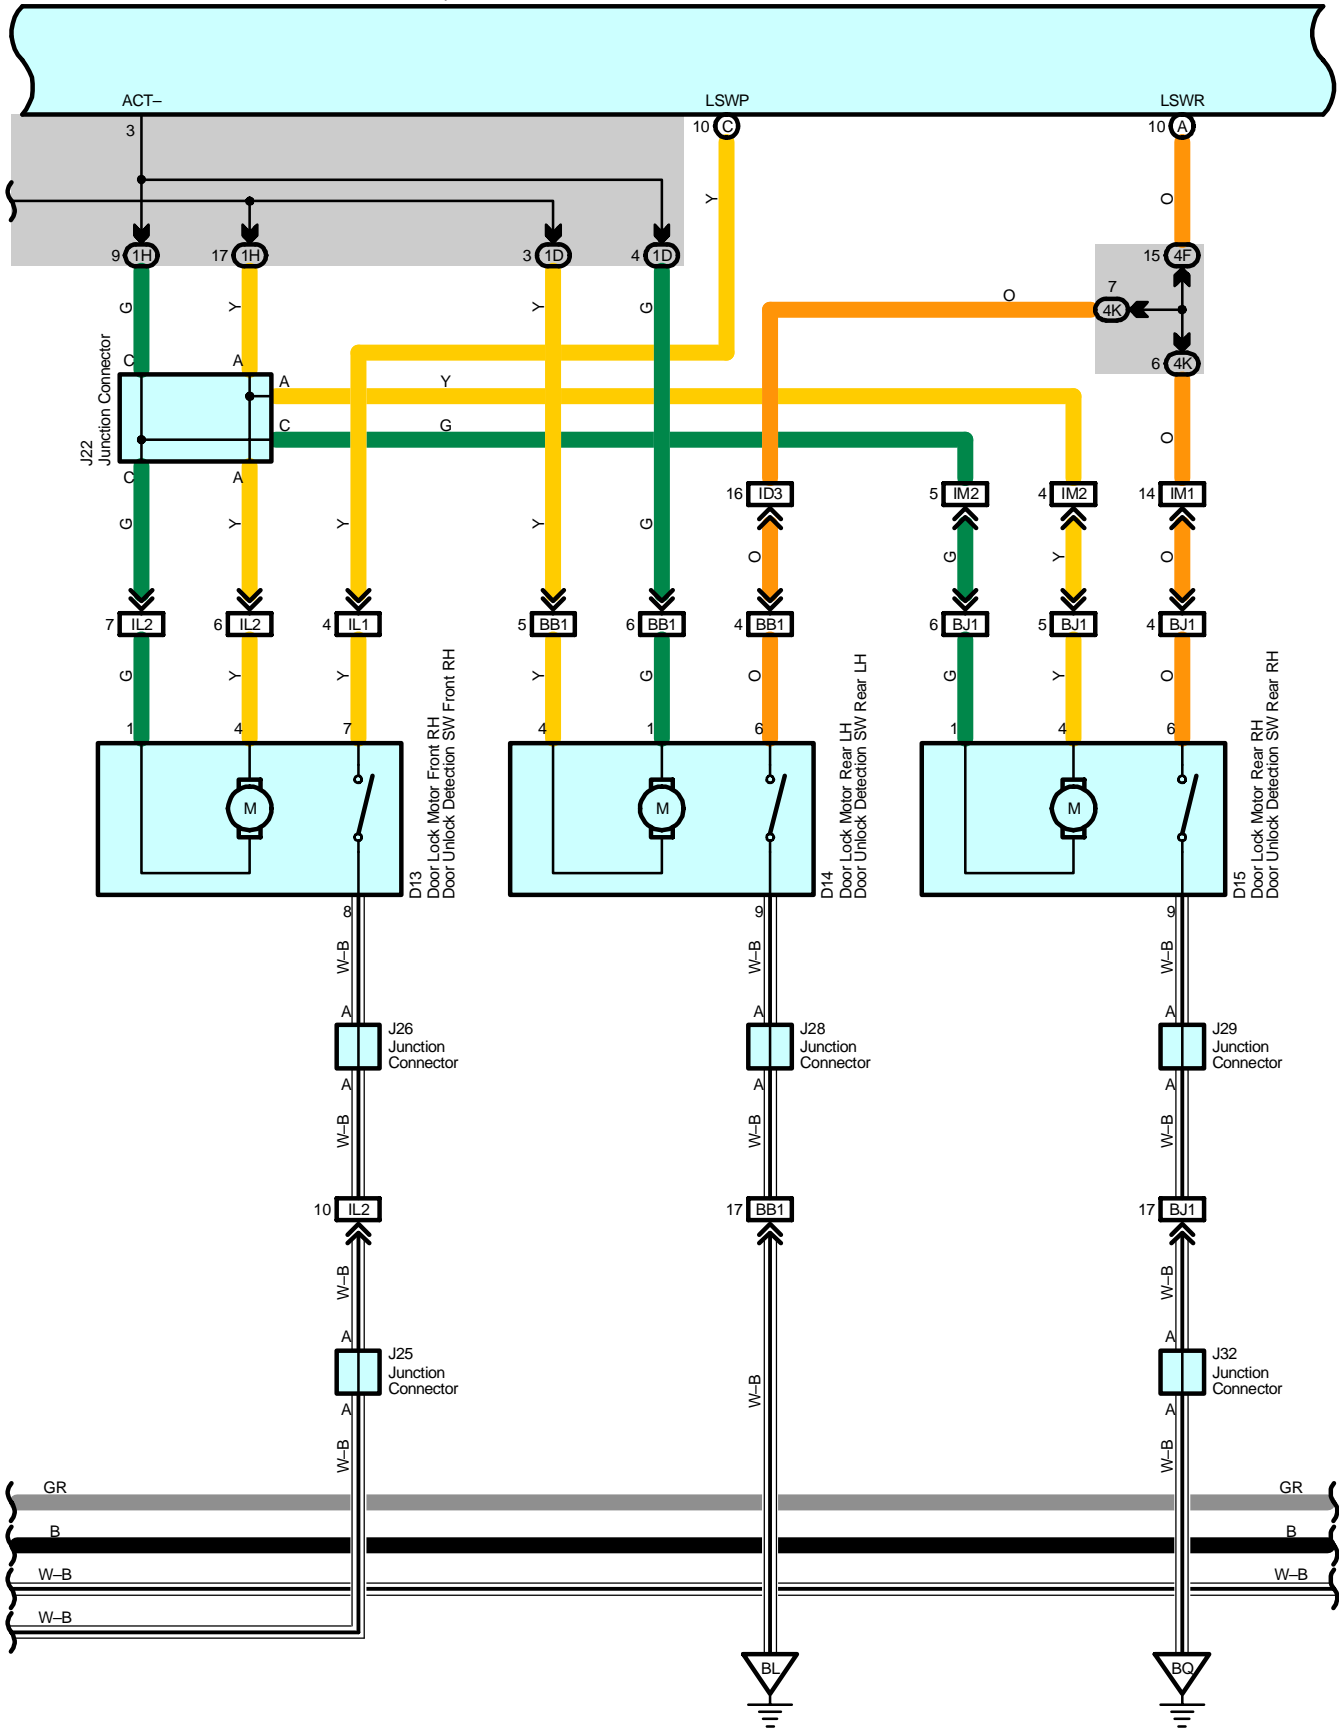 ACT– LSWP LSWR
3 10 C 10 A
Y O
9 1H 17 1H 3 1D 4 1D 15 4F
7
4K
O
6 4K
G Y Y G
J22
Junction Connector
C A
A Y
C G
C A
O
16 ID3 5 IM2 4 IM2 14 IM1
G Y Y Y G O G Y O
7 IL2 6 IL2 4 IL1 5 BB1 6 BB1 4 BB1 6 BJ1 5 BJ1 4 BJ1
G Y Y Y G O G Y O
1 4 7 4 1 6 1 4 6
M M M
D13
Door Lock Motor Front RH
Door Unlock Detection SW Front RH
D14
Door Lock Motor Rear LH
Door Unlock Detection SW Rear LH
D15
Door Lock Motor Rear RH
Door Unlock Detection SW Rear RH
8 9 9
W–B W–B W–B
A A A
J26
Junction
Connector
J28
Junction
Connector
J29
Junction
Connector
A A A
W–B W–B W–B
10 IL2 17 BB1 17 BJ1
W–B W–B
A A
J25
Junction
Connector
W–B
J32
Junction
Connector
A A
W–B W–B
GR GR
B B
W–B W–B
W–B
BL BQ